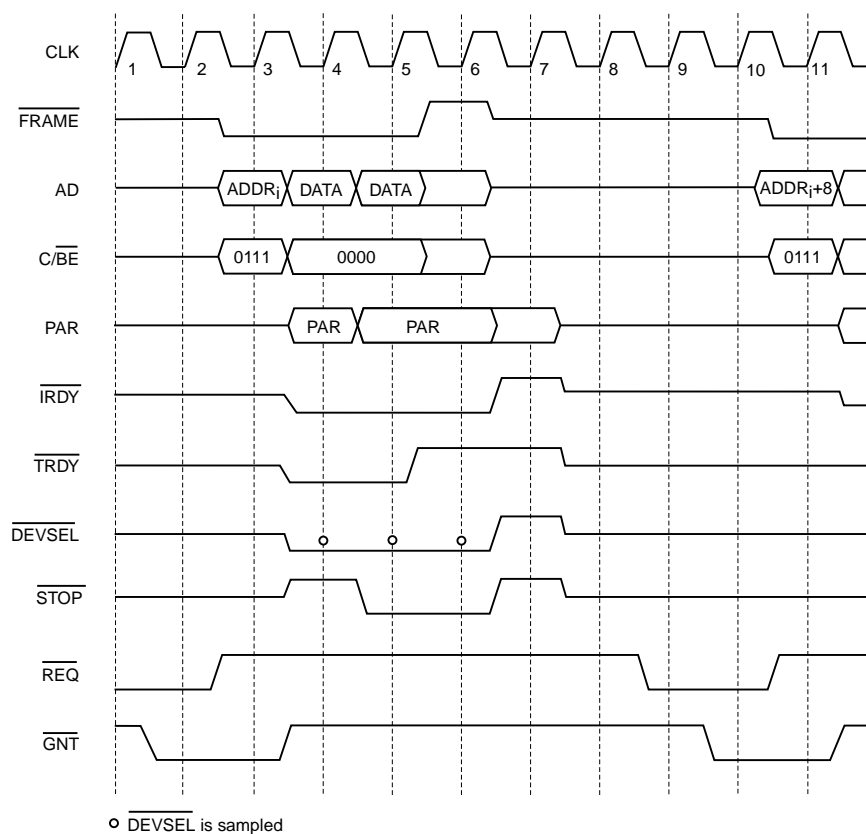 CLK
1 2 3 4 5 6 7 8 9 10 11
FRAME
AD
ADDRi DATA DATA ADDRi+8
C/BE
0111 0000 0111
PAR
PAR PAR
IRDY
TRDY
DEVSEL
STOP
REQ
GNT
DEVSEL is sampled